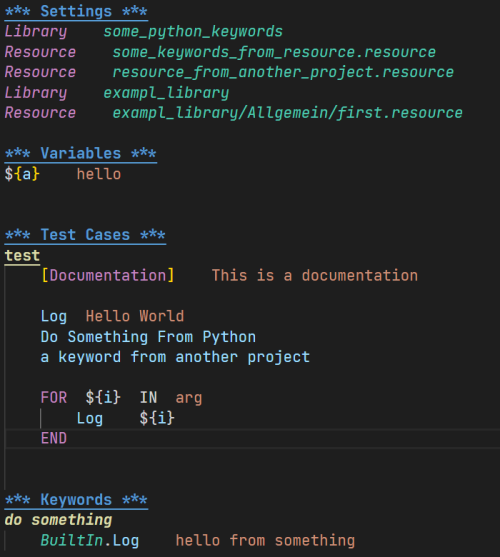 *** Settings ***
Library    some_python_keywords
Resource    some_keywords_from_resource.resource
Resource    resource_from_another_project.resource
Library    exampl_library
Resource    exampl_library/Allgemein/first.resource
*** Variables ***
${a}    hello
*** Test Cases ***
test
    [Documentation]    This is a documentation
    Log  Hello World
    Do Something From Python
    a keyword from another project
    FOR  ${i}  IN  arg
        Log    ${i}
    END
*** Keywords ***
do something
    BuiltIn.Log    hello from something